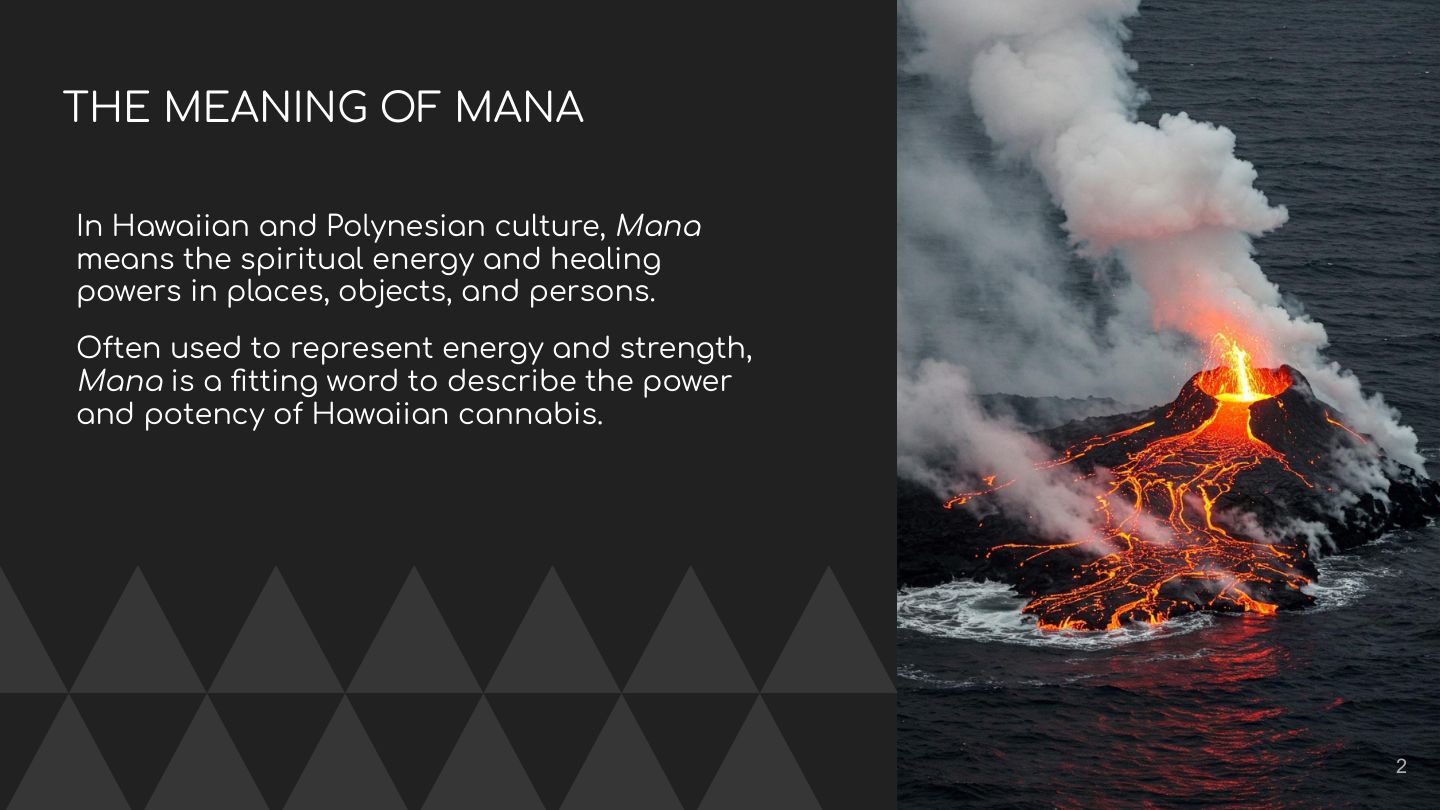 THE MEANING OF MANA
In Hawaiian and Polynesian culture, Mana
means the spiritual energy and healing
powers in places, objects, and persons.
Often used to represent energy and strength,
Mana is a fitting word to describe the power
and potency of Hawaiian cannabis.
2